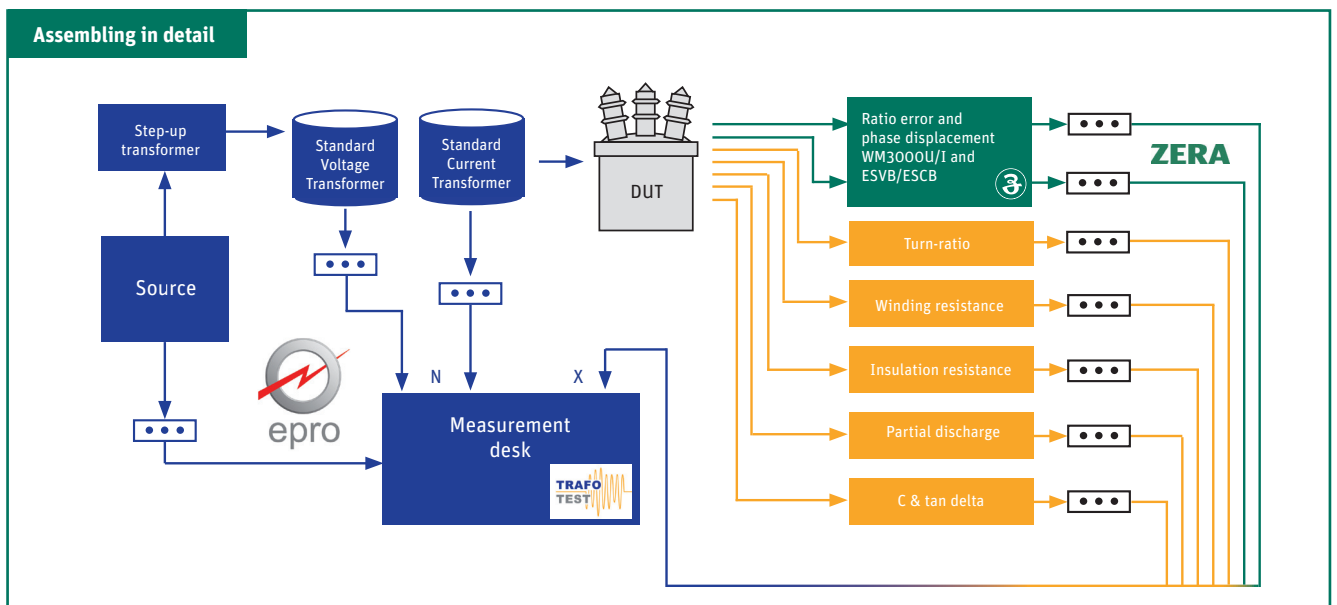 Assembling in detail
Step-up
transformer
Standard
Voltage
Transformer
Standard
Current
Transformer
DUT
Ratio error and
phase displacement
WM3000U/I and
ESVB/ESCB
ZERA
Turn-ratio
Source
Winding resistance
N
X
Insulation resistance
epro
Measurement
desk
Partial discharge
TRAFO
TEST
C & tan delta